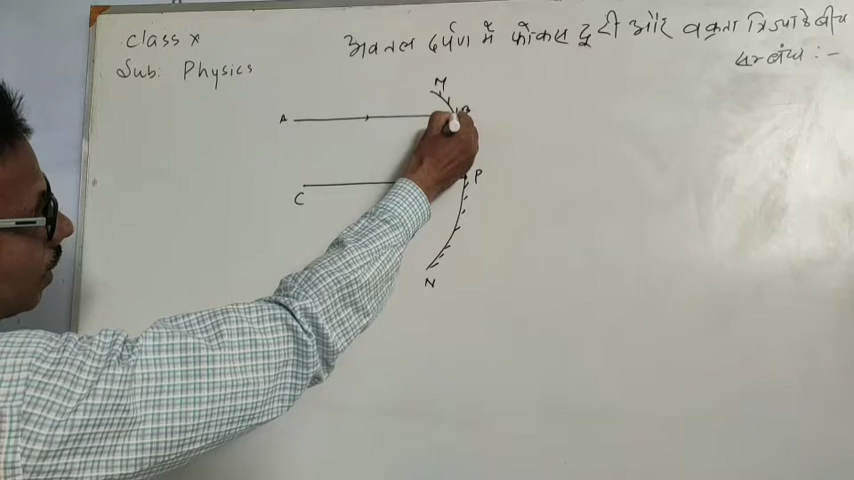 Class X
Sub: Physics
अवतल दर्पण में फोकस दूरी और वक्रता त्रिज्या के बीच
सम्बंध :-
M
A
B
C
P
N